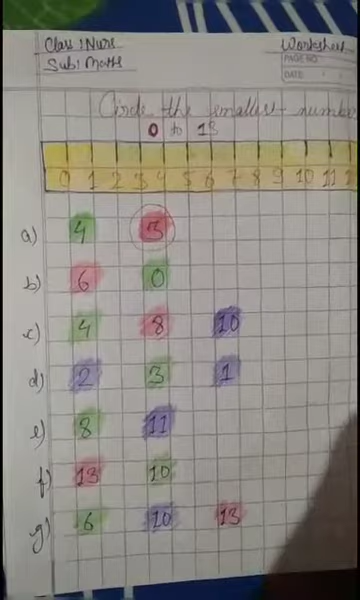 Class : Nurs
Sub: Maths
Worksheet
PAGE NO.
DATE
Circle the smallest number
0 to 13
0 1 2 3 4 5 6 7 8 9 10 11
a) 4 3
b) 6 0
c) 4 8 10
d) 2 3 1
e) 8 11
f) 13 10
g) 6 10 13